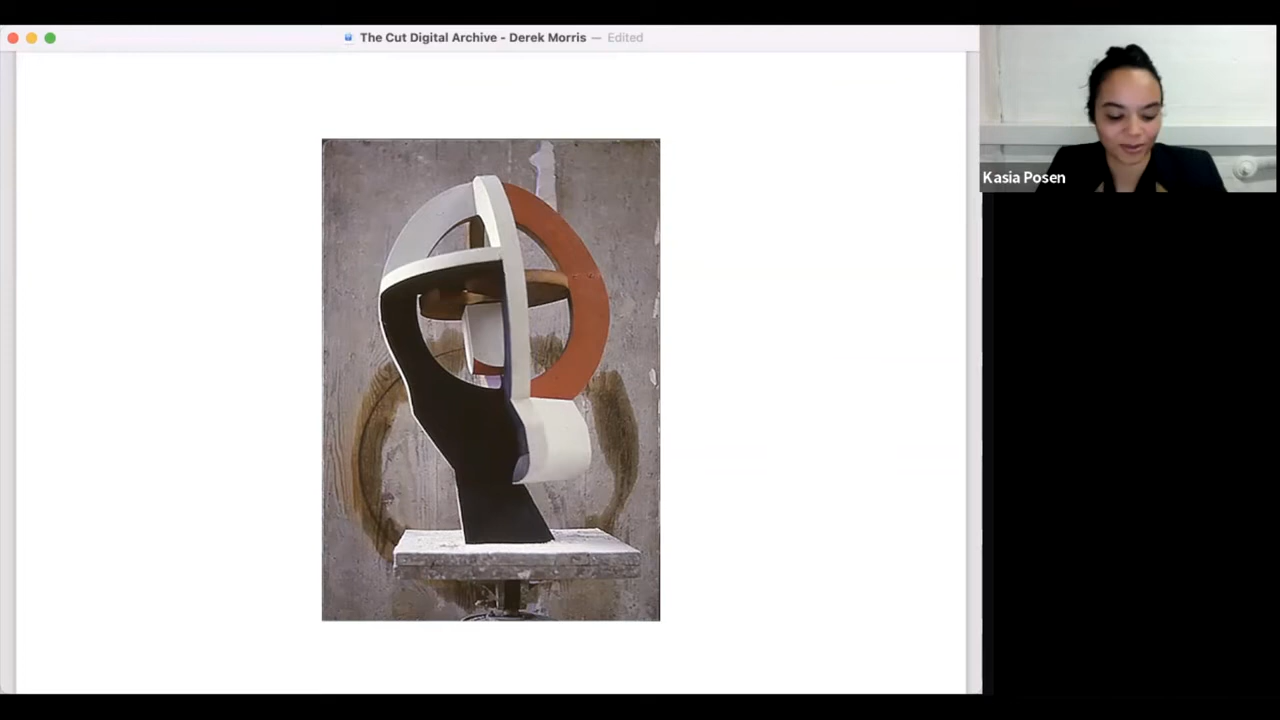 The Cut Digital Archive - Derek Morris — Edited
Kasia Posen